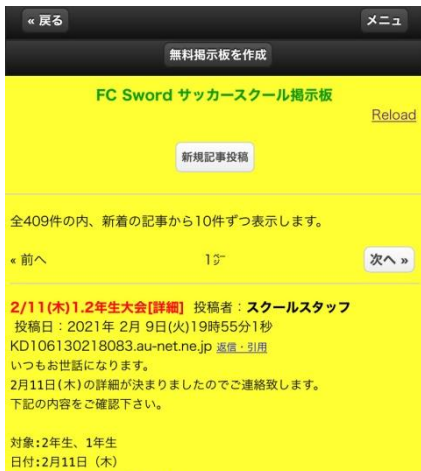 « 戻る
メニュ
無料掲示板を作成
FC Sword サッカースクール掲示板
Reload
新規記事投稿
全409件の内、新着の記事から10件ずつ表示します。
« 前へ
1㌻
次へ »
2/11(木)1.2年生大会[詳細] 投稿者：スクールスタッフ
投稿日：2021年 2月 9日(火)19時55分1秒
KD106130218083.au-net.ne.jp 返信・引用
いつもお世話になります。
2月11日(木)の詳細が決まりましたのでご連絡致します。
下記の内容をご確認下さい。
対象:2年生、1年生
日付:2月11日（木）